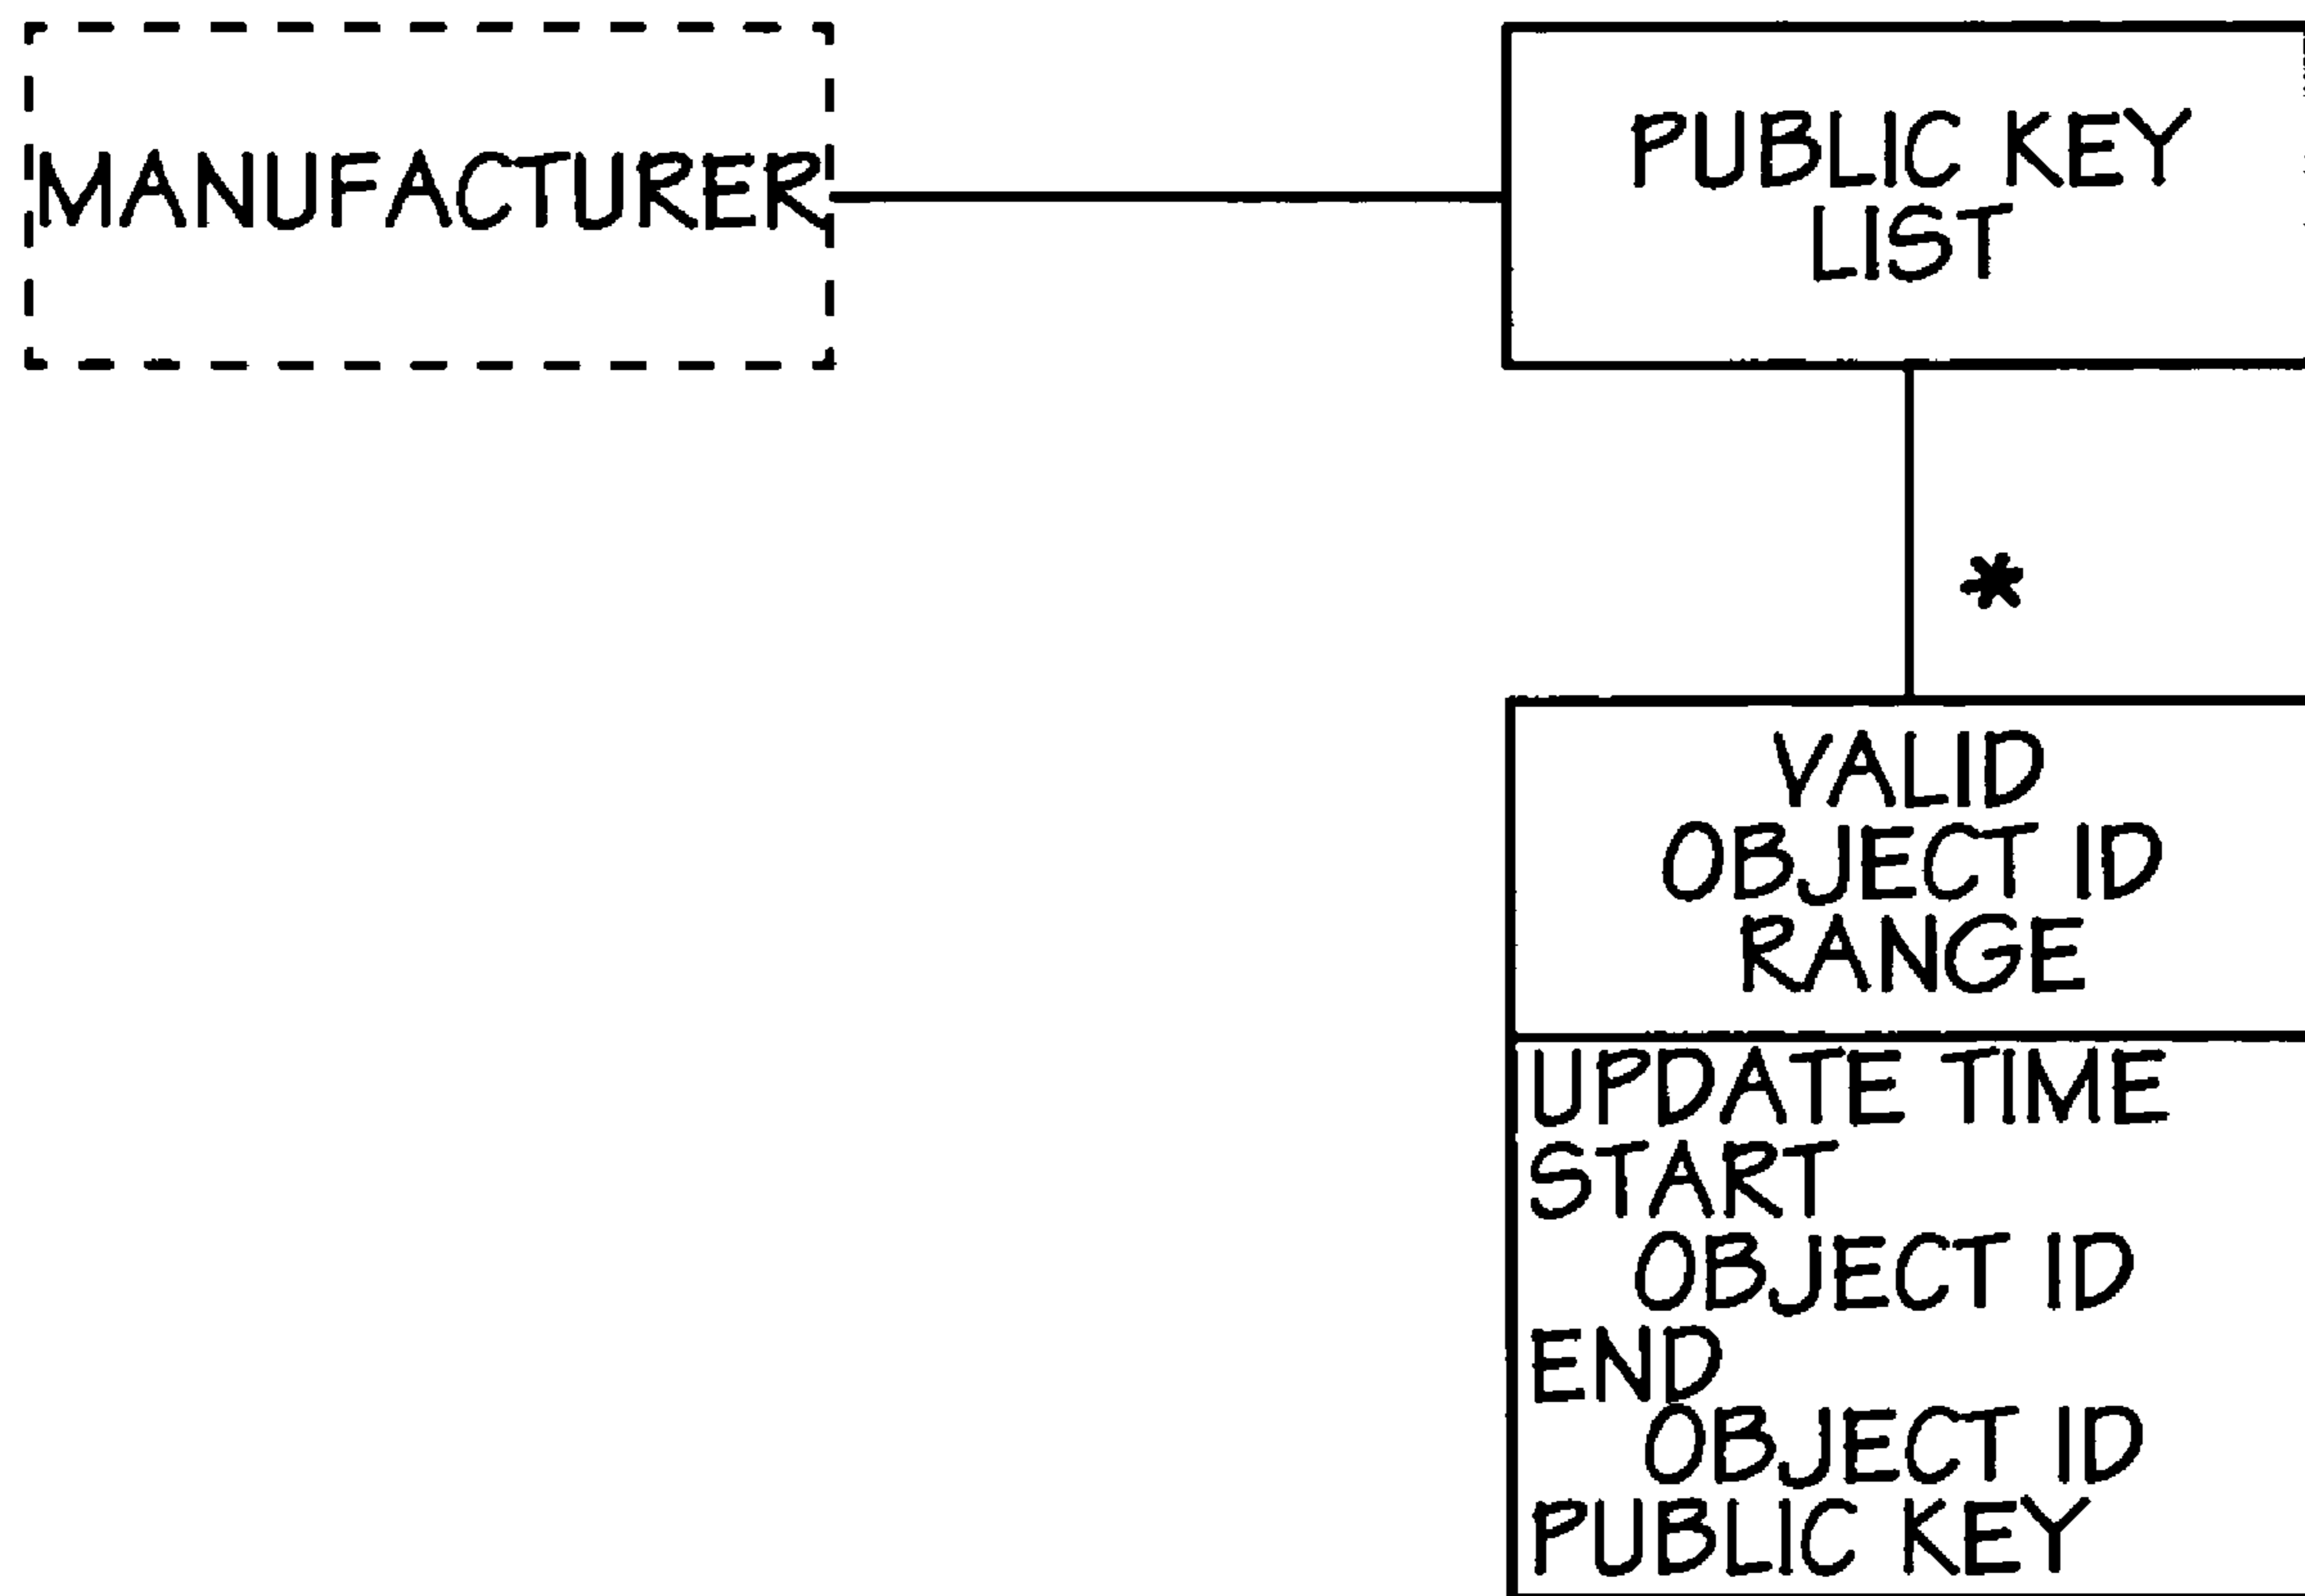 MANUFACTURER
PUBLIC KEY
LIST
*
VALID
OBJECT ID
RANGE
UPDATE TIME
START
OBJECT ID
END
OBJECT ID
PUBLIC KEY